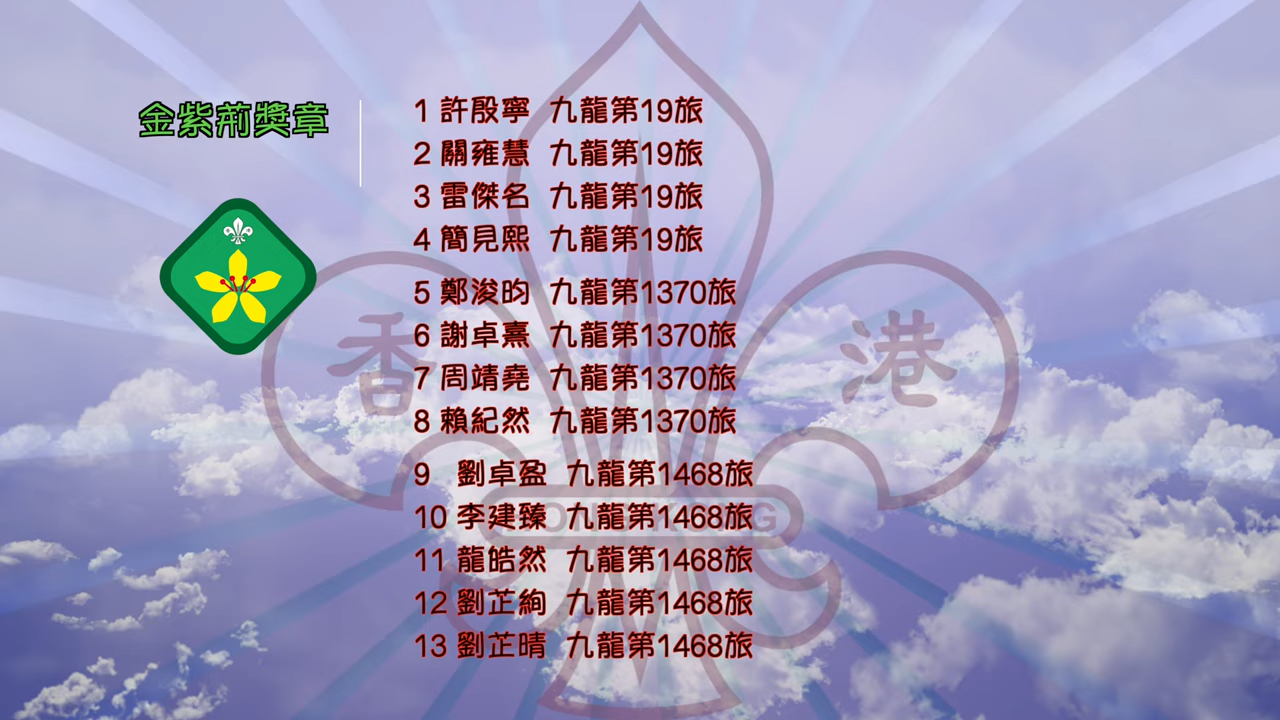 金紫荊獎章
1 許殷寧 九龍第19旅
2 關雍慧 九龍第19旅
3 雷傑名 九龍第19旅
4 簡見熙 九龍第19旅
5 鄭浚昀 九龍第1370旅
6 謝卓熹 九龍第1370旅
7 周靖堯 九龍第1370旅
8 賴紀然 九龍第1370旅
9 劉卓盈 九龍第1468旅
10 李建臻 九龍第1468旅
11 龍皓然 九龍第1468旅
12 劉芷絢 九龍第1468旅
13 劉芷晴 九龍第1468旅
香 港